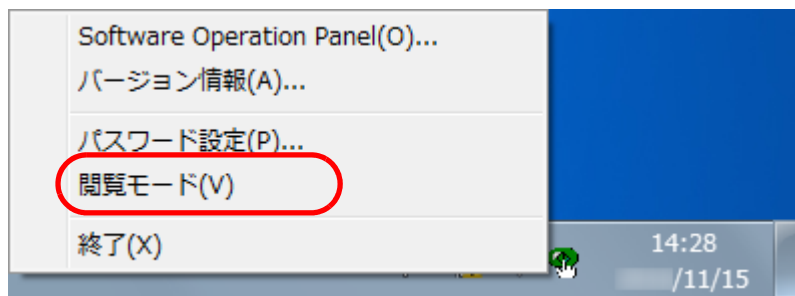 Software Operation Panel(O)...
バージョン情報(A)...
パスワード設定(P)...
閲覧モード(V)
終了(X)
14:28
/11/15